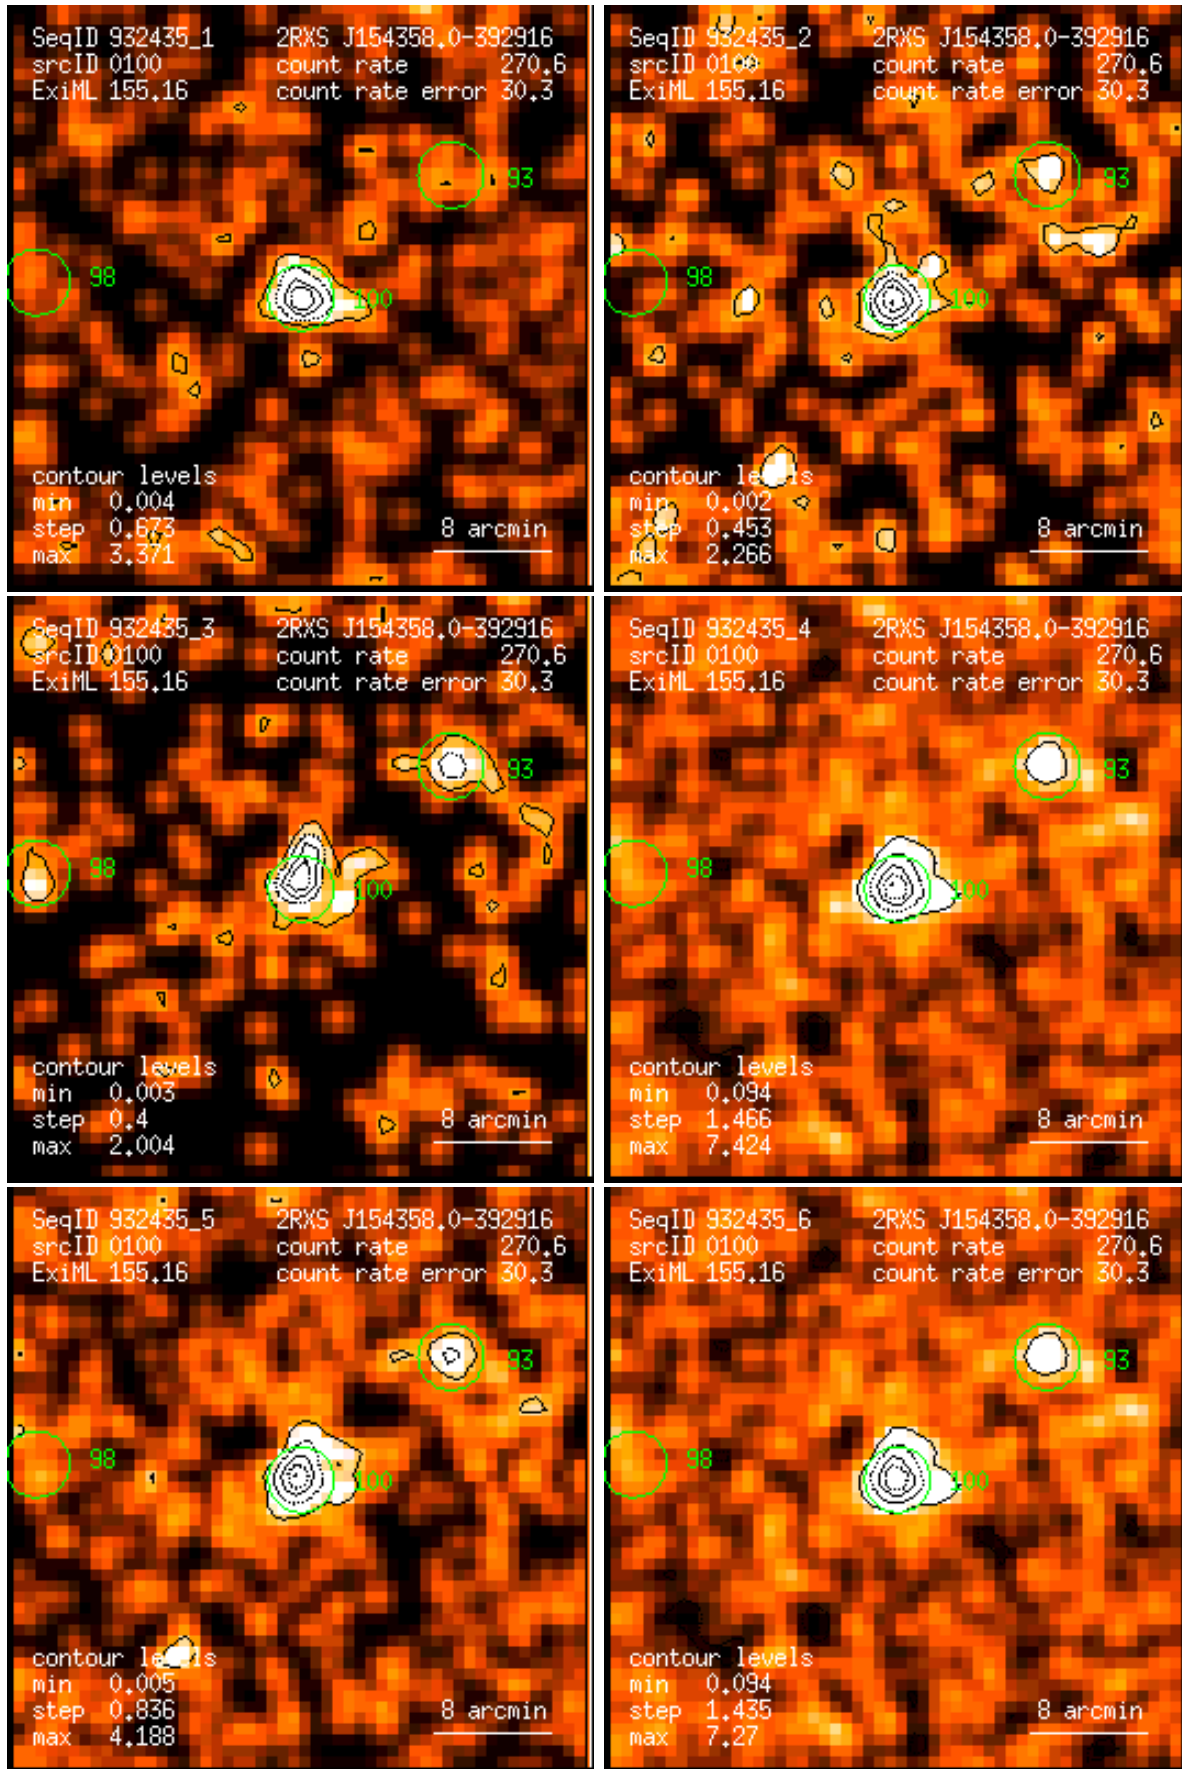 SeqID 932435_1 2RXS J154358.0-392916
srcID 0100 count rate 270.6
ExiML 155.16 count rate error 30.3
93
98
100
contour levels
min 0.004
step 0.673 8 arcmin
max 3.371
SeqID 932435_2 2RXS J154358.0-392916
srcID 0100 count rate 270.6
ExiML 155.16 count rate error 30.3
93
98
100
contour levels
min 0.002
step 0.453 8 arcmin
max 2.266
SeqID 932435_3 2RXS J154358.0-392916
srcID 0100 count rate 270.6
ExiML 155.16 count rate error 30.3
93
98
100
contour levels
min 0.003
step 0.4 8 arcmin
max 2.004
SeqID 932435_4 2RXS J154358.0-392916
srcID 0100 count rate 270.6
ExiML 155.16 count rate error 30.3
93
98
100
contour levels
min 0.094
step 1.466 8 arcmin
max 7.424
SeqID 932435_5 2RXS J154358.0-392916
srcID 0100 count rate 270.6
ExiML 155.16 count rate error 30.3
93
98
100
contour levels
min 0.005
step 0.836 8 arcmin
max 4.188
SeqID 932435_6 2RXS J154358.0-392916
srcID 0100 count rate 270.6
ExiML 155.16 count rate error 30.3
93
98
100
contour levels
min 0.094
step 1.435 8 arcmin
max 7.27